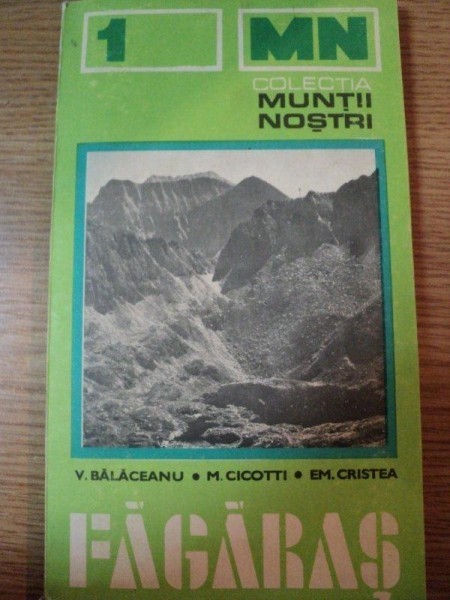 1 MN
COLECȚIA
MUNȚII
NOȘTRI
V. BĂLĂCEANU • M. CICOTTI • EM. CRISTEA
FĂGĂRAȘ